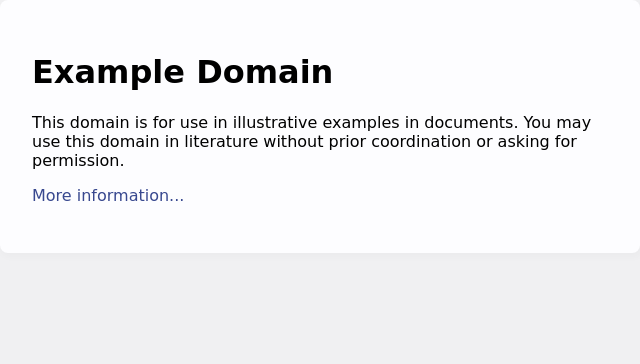 Example Domain
This domain is for use in illustrative examples in documents. You may
use this domain in literature without prior coordination or asking for
permission.
More information...